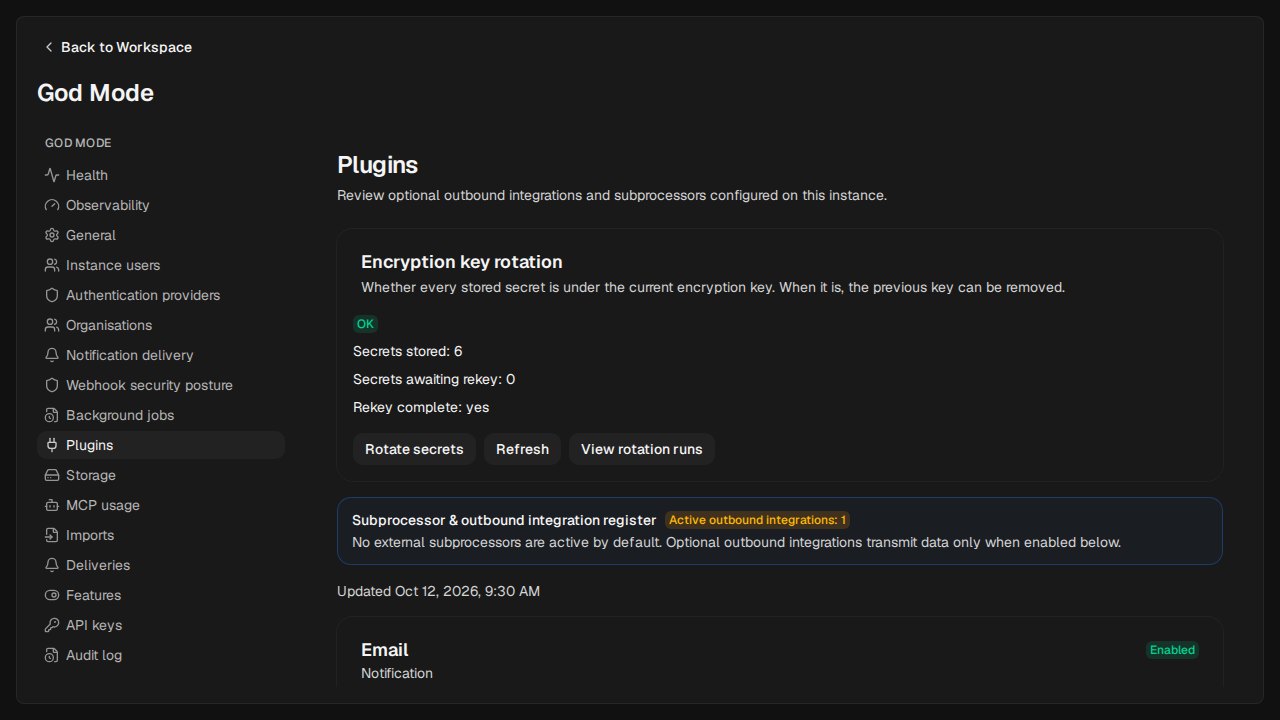 Back to Workspace
God Mode
GOD MODE
Health
Observability
General
Instance users
Authentication providers
Organisations
Notification delivery
Webhook security posture
Background jobs
Plugins
Storage
MCP usage
Imports
Deliveries
Features
API keys
Audit log
Plugins
Review optional outbound integrations and subprocessors configured on this instance.
Encryption key rotation
Whether every stored secret is under the current encryption key. When it is, the previous key can be removed.
OK
Secrets stored: 6
Secrets awaiting rekey: 0
Rekey complete: yes
Rotate secrets Refresh View rotation runs
Subprocessor & outbound integration register Active outbound integrations: 1
No external subprocessors are active by default. Optional outbound integrations transmit data only when enabled below.
Updated Oct 12, 2026, 9:30 AM
Email Enabled
Notification